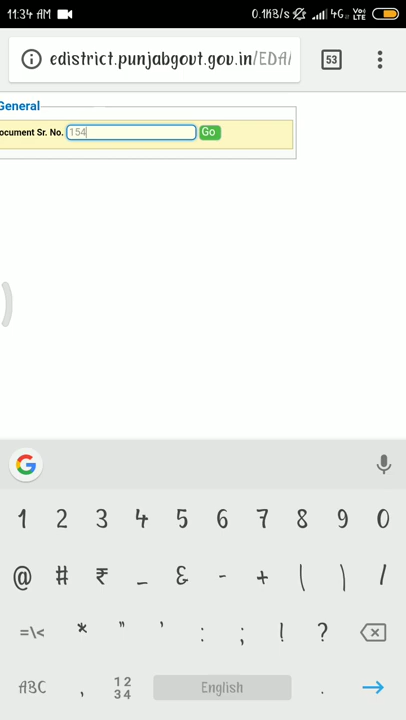 11:34 AM 0.1KB/s 4G VoLTE
edistrict.punjabgovt.gov.in/EDA/ 53
General
ocument Sr. No. 154 Go
1 2 3 4 5 6 7 8 9 0
@ # ₹ _ & - + ( ) /
=\< * " ' : ; ! ?
ABC , 12 34 English .